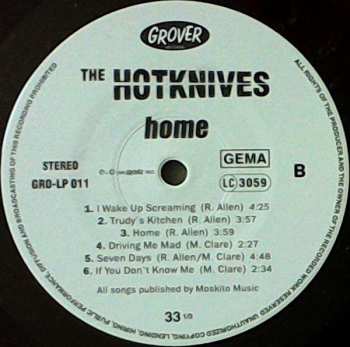 GROVER
RECORDS
THE HOTKNIVES
home
STEREO
GRO-LP 011
GEMA
LC 3059
B
1. I Wake Up Screaming (R. Allen) 4:25
2. Trudy's Kitchen (R. Allen) 3:57
3. Home (R. Allen) 3:59
4. Driving Me Mad (M. Clare) 2:27
5. Seven Days (R. Allen/M. Clare) 4:48
6. If You Don't Know Me (M. Clare) 2:34
All songs published by Moskito Music
33 1/3
ALL RIGHTS OF THE PRODUCER AND THE OWNER OF THE RECORDED WORK RESERVED UNAUTHORIZED COPYING, LENDING, HIRING, PUBLIC PERFORMANCE, DIFFUSION AND BROADCASTING OF THIS RECORDING PROHIBITED